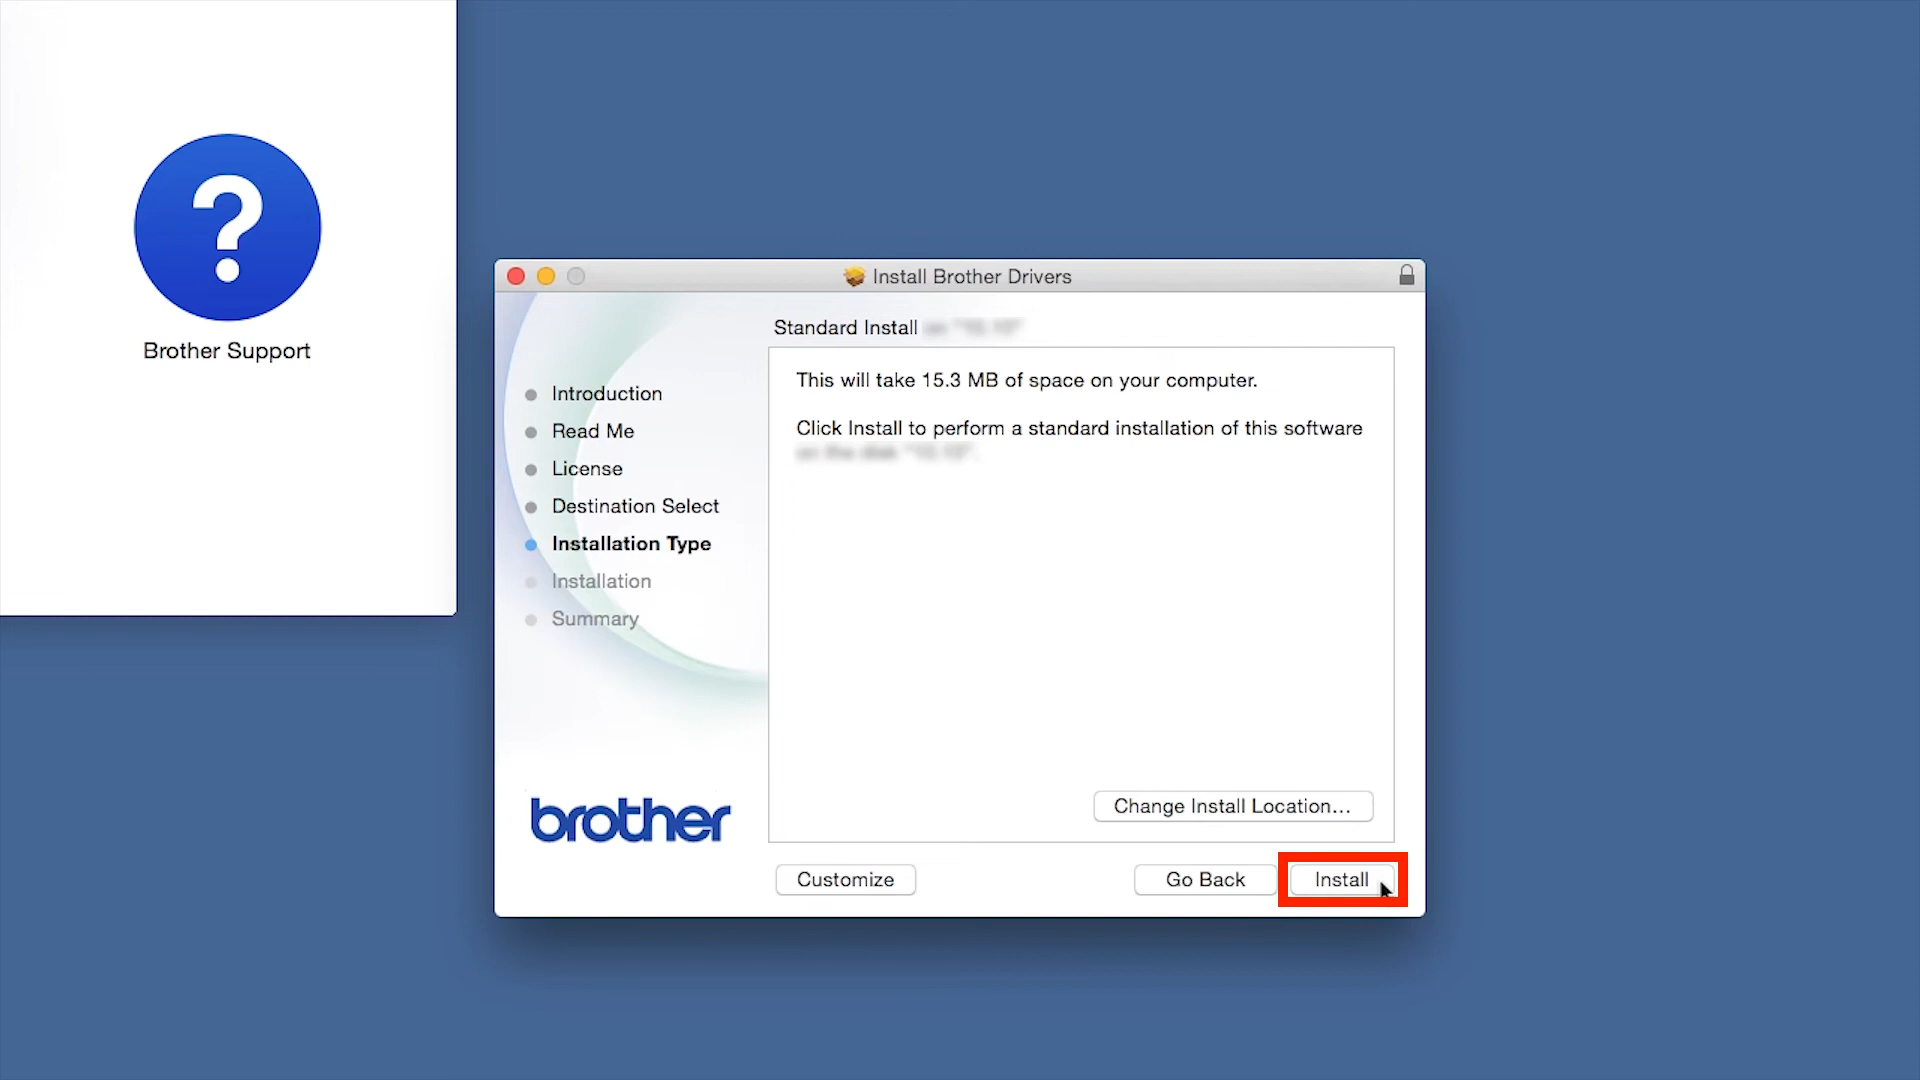 Brother Support
Install Brother Drivers
Standard Install
This will take 15.3 MB of space on your computer.
Click Install to perform a standard installation of this software
Introduction
Read Me
License
Destination Select
Installation Type
Installation
Summary
brother
Change Install Location...
Customize
Go Back
Install